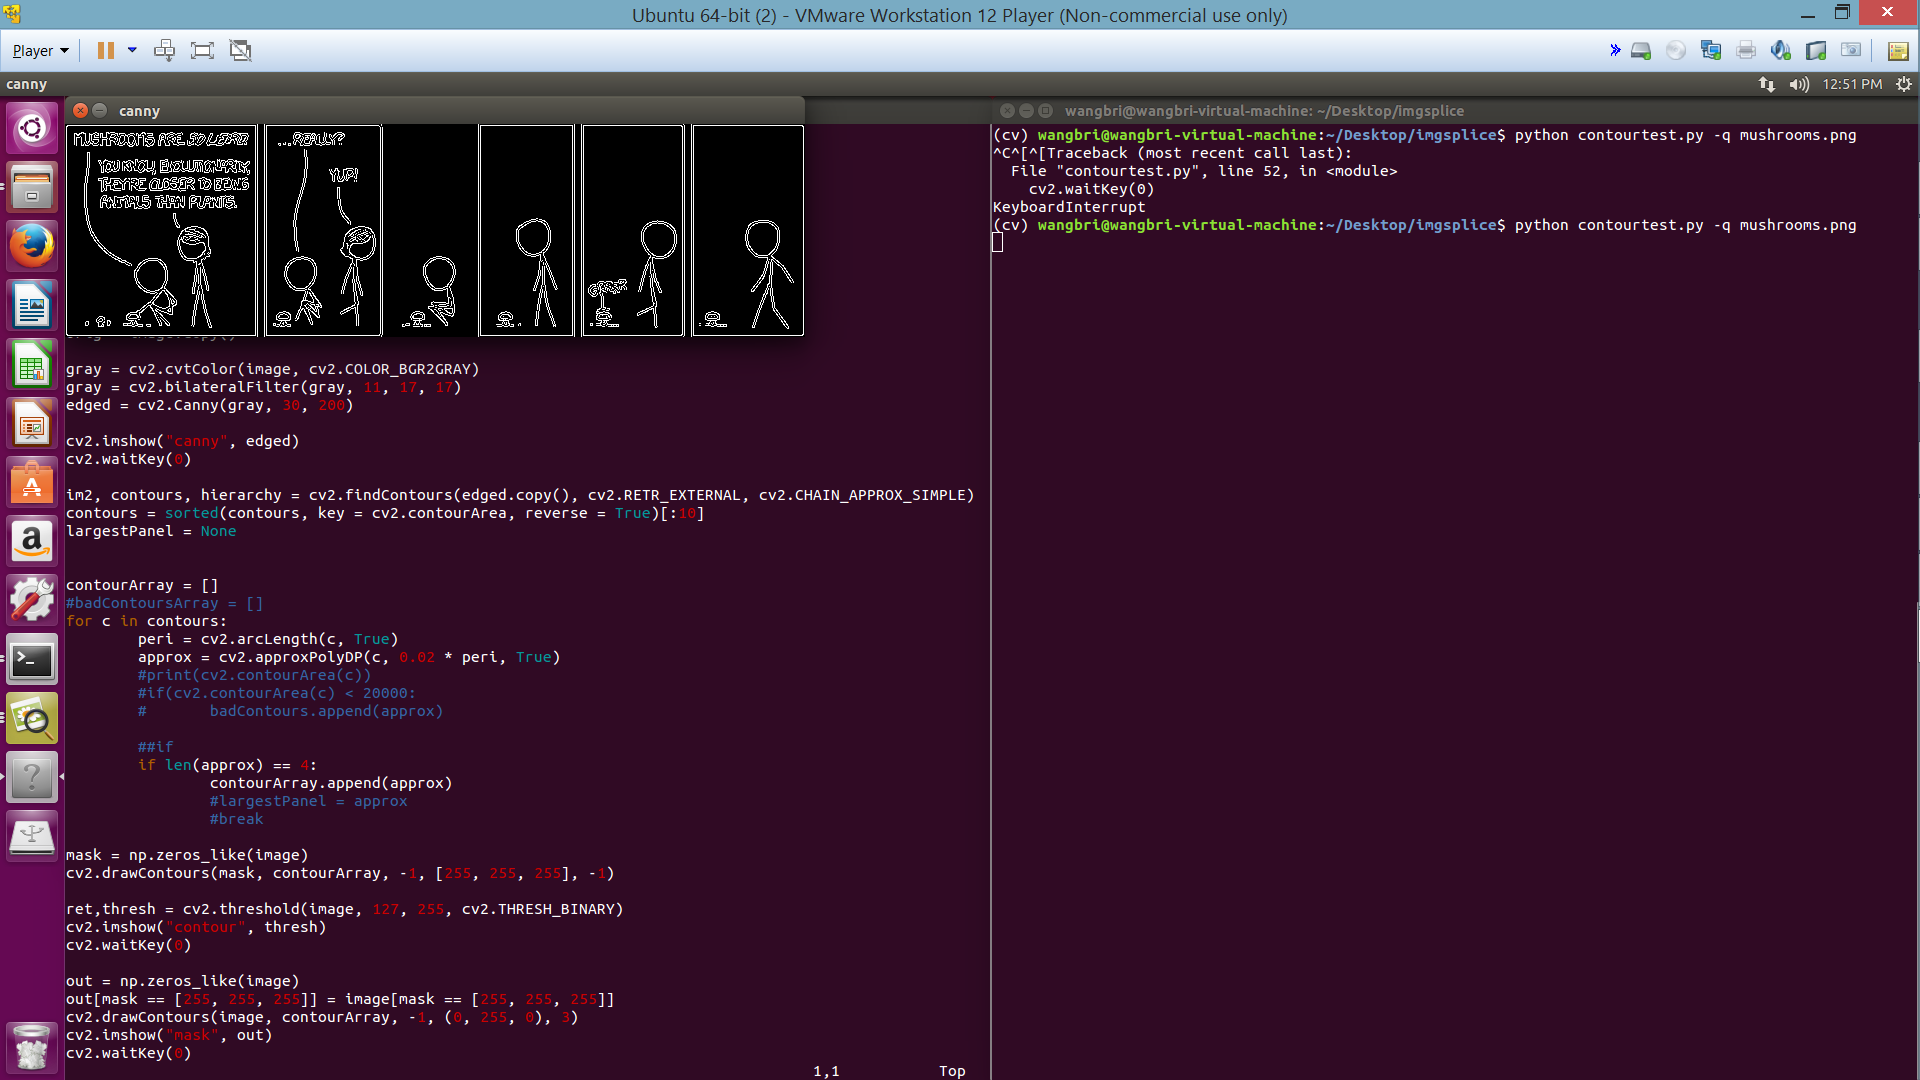 Ubuntu 64-bit (2) - VMware Workstation 12 Player (Non-commercial use only)
Player
canny
12:51 PM
canny
MUSHROOMS ARE SO WEIRD!
YOU KNOW, EVOLUTIONARILY,
THEY'RE CLOSER TO BEING
ANIMALS THAN PLANTS.
...REALLY?
YUP!
gray = cv2.cvtColor(image, cv2.COLOR_BGR2GRAY)
gray = cv2.bilateralFilter(gray, 11, 17, 17)
edged = cv2.Canny(gray, 30, 200)
cv2.imshow("canny", edged)
cv2.waitKey(0)
im2, contours, hierarchy = cv2.findContours(edged.copy(), cv2.RETR_EXTERNAL, cv2.CHAIN_APPROX_SIMPLE)
contours = sorted(contours, key = cv2.contourArea, reverse = True)[:10]
largestPanel = None
contourArray = []
#badContoursArray = []
for c in contours:
peri = cv2.arcLength(c, True)
approx = cv2.approxPolyDP(c, 0.02 * peri, True)
#print(cv2.contourArea(c))
#if(cv2.contourArea(c) < 20000:
#       badContours.append(approx)
##if
if len(approx) == 4:
contourArray.append(approx)
#largestPanel = approx
#break
mask = np.zeros_like(image)
cv2.drawContours(mask, contourArray, -1, [255, 255, 255], -1)
ret,thresh = cv2.threshold(image, 127, 255, cv2.THRESH_BINARY)
cv2.imshow("contour", thresh)
cv2.waitKey(0)
out = np.zeros_like(image)
out[mask == [255, 255, 255]] = image[mask == [255, 255, 255]]
cv2.drawContours(image, contourArray, -1, (0, 255, 0), 3)
cv2.imshow("mask", out)
cv2.waitKey(0)
1,1 Top
wangbri@wangbri-virtual-machine: ~/Desktop/imgsplice
(cv) wangbri@wangbri-virtual-machine:~/Desktop/imgsplice$ python contourtest.py -q mushrooms.png
^C^[^[Traceback (most recent call last):
File "contourtest.py", line 52, in <module>
cv2.waitKey(0)
KeyboardInterrupt
(cv) wangbri@wangbri-virtual-machine:~/Desktop/imgsplice$ python contourtest.py -q mushrooms.png